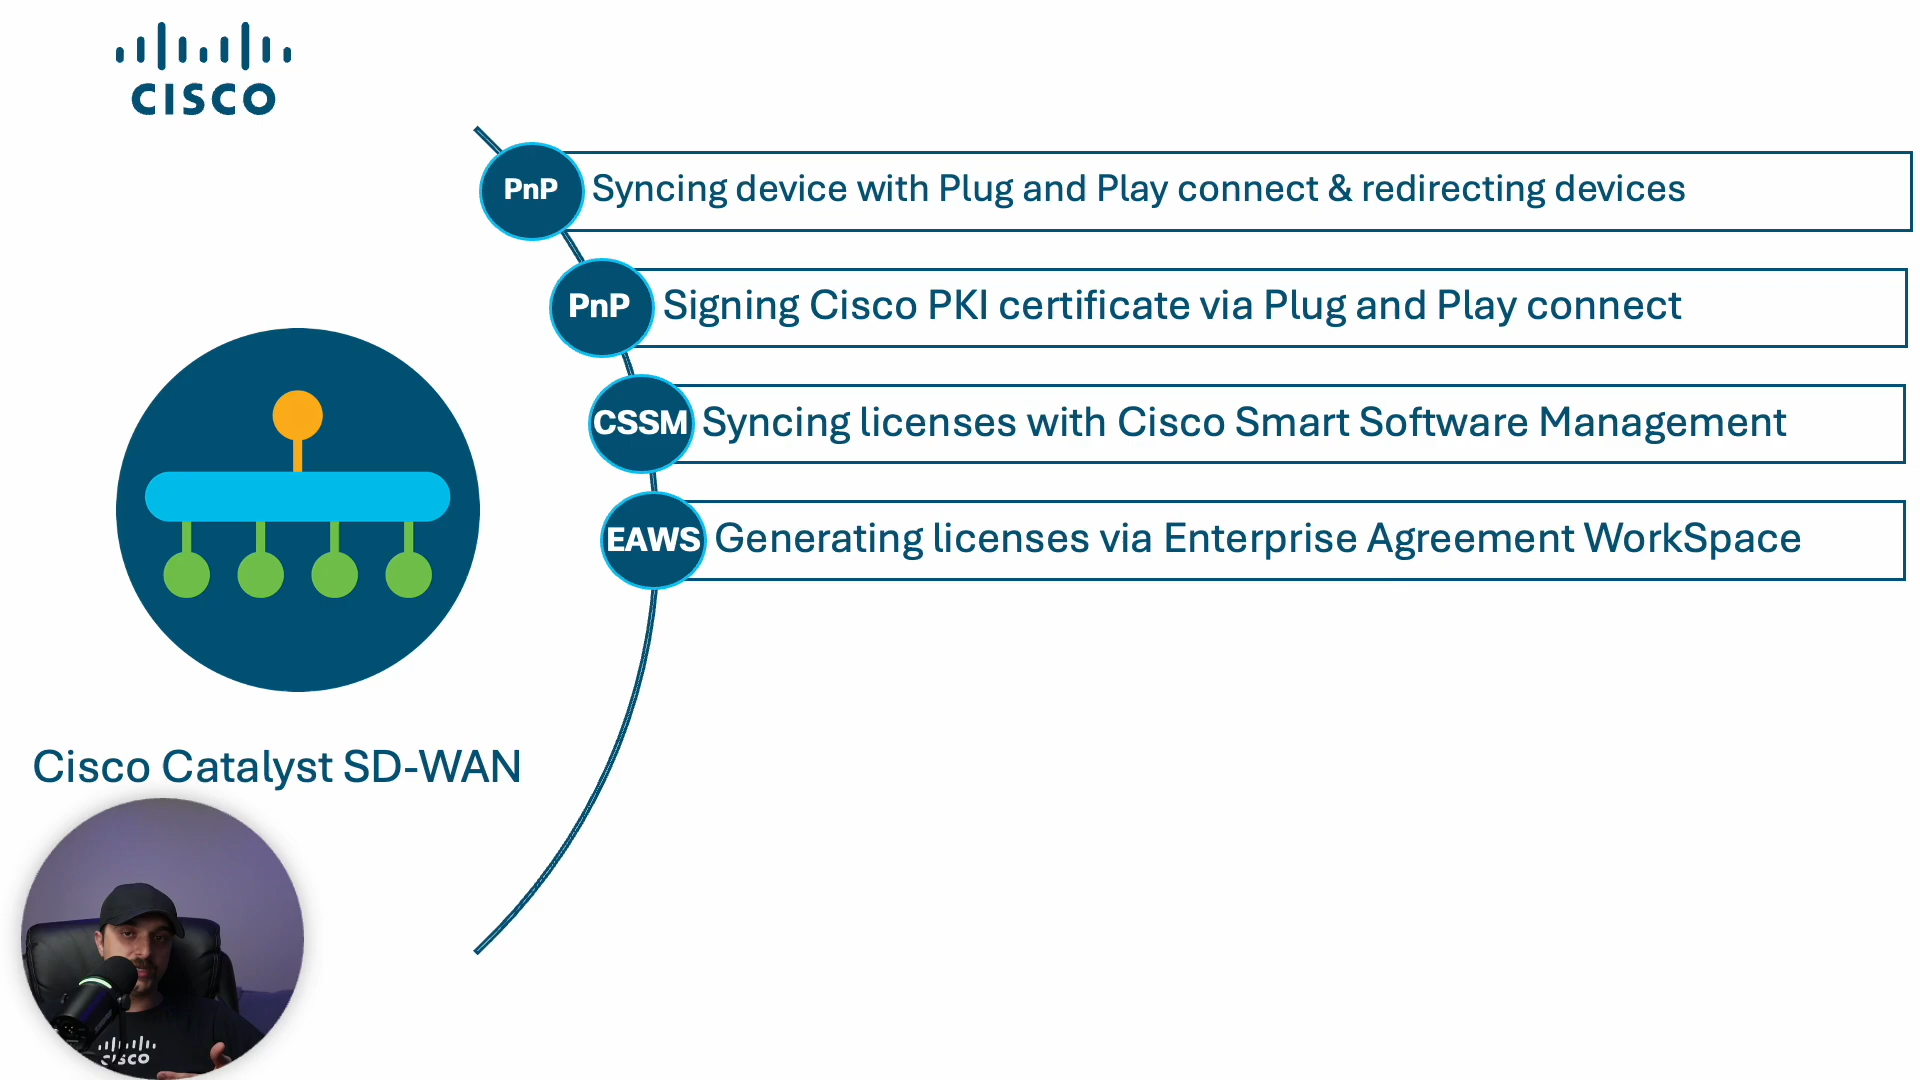 CISCO
PnP Syncing device with Plug and Play connect & redirecting devices
PnP Signing Cisco PKI certificate via Plug and Play connect
CSSM Syncing licenses with Cisco Smart Software Management
EAWS Generating licenses via Enterprise Agreement WorkSpace
Cisco Catalyst SD-WAN
CISCO